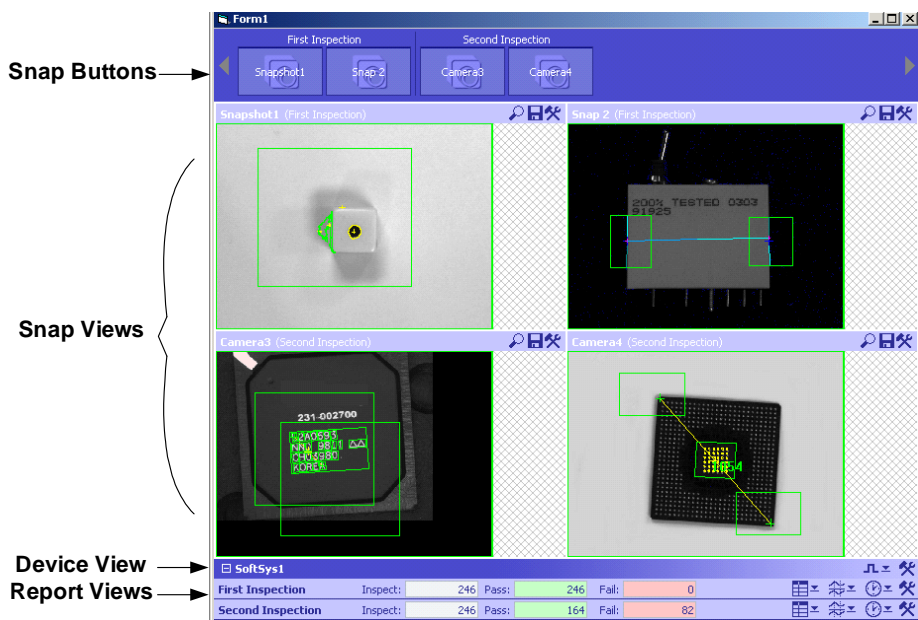 Form1
First Inspection Second Inspection
Snap Buttons
Snapshot1 Snap 2 Camera3 Camera4
Snapshot1 (First Inspection) Snap 2 (First Inspection)
200% TESTED 0303
91925
Snap Views
Camera3 (Second Inspection) Camera4 (Second Inspection)
231-002700
KOREA
Device View
SoftSys1
Report Views
First Inspection Inspect: 246 Pass: 246 Fail: 0
Second Inspection Inspect: 246 Pass: 164 Fail: 82